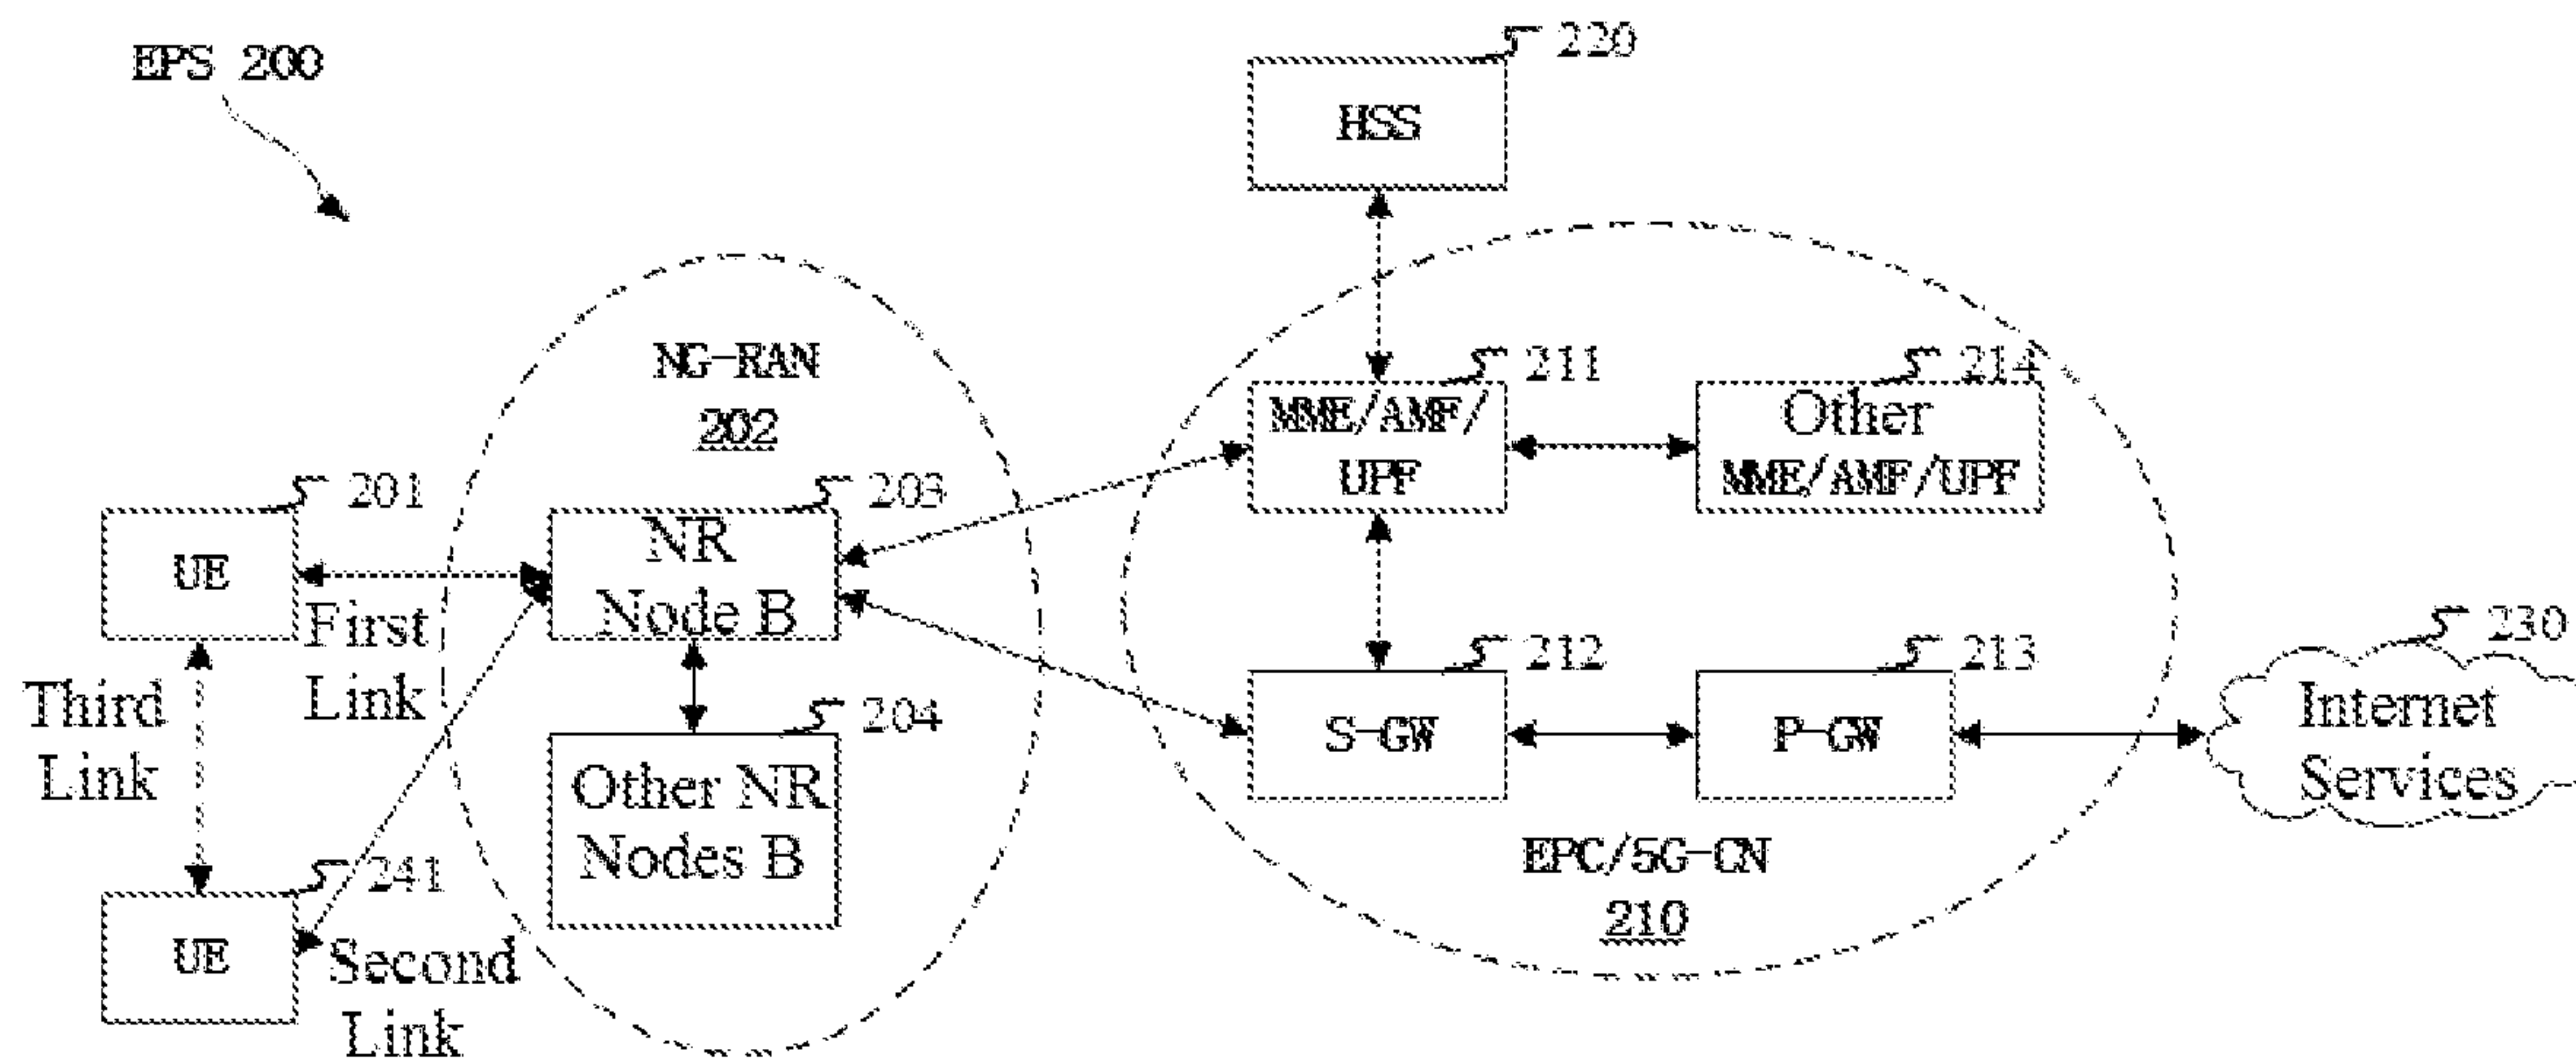 EPS 200
220
HSS
NG-RAN
202
211
MME/AMF/
UPF
214
Other
MME/AMF/UPF
201
UE
203
NR
Node B
First
Link
Third
Link
204
Other NR
Nodes B
212
S-GW
213
P-GW
230
Internet
Services
EPC/5G-CN
210
241
UE
Second
Link